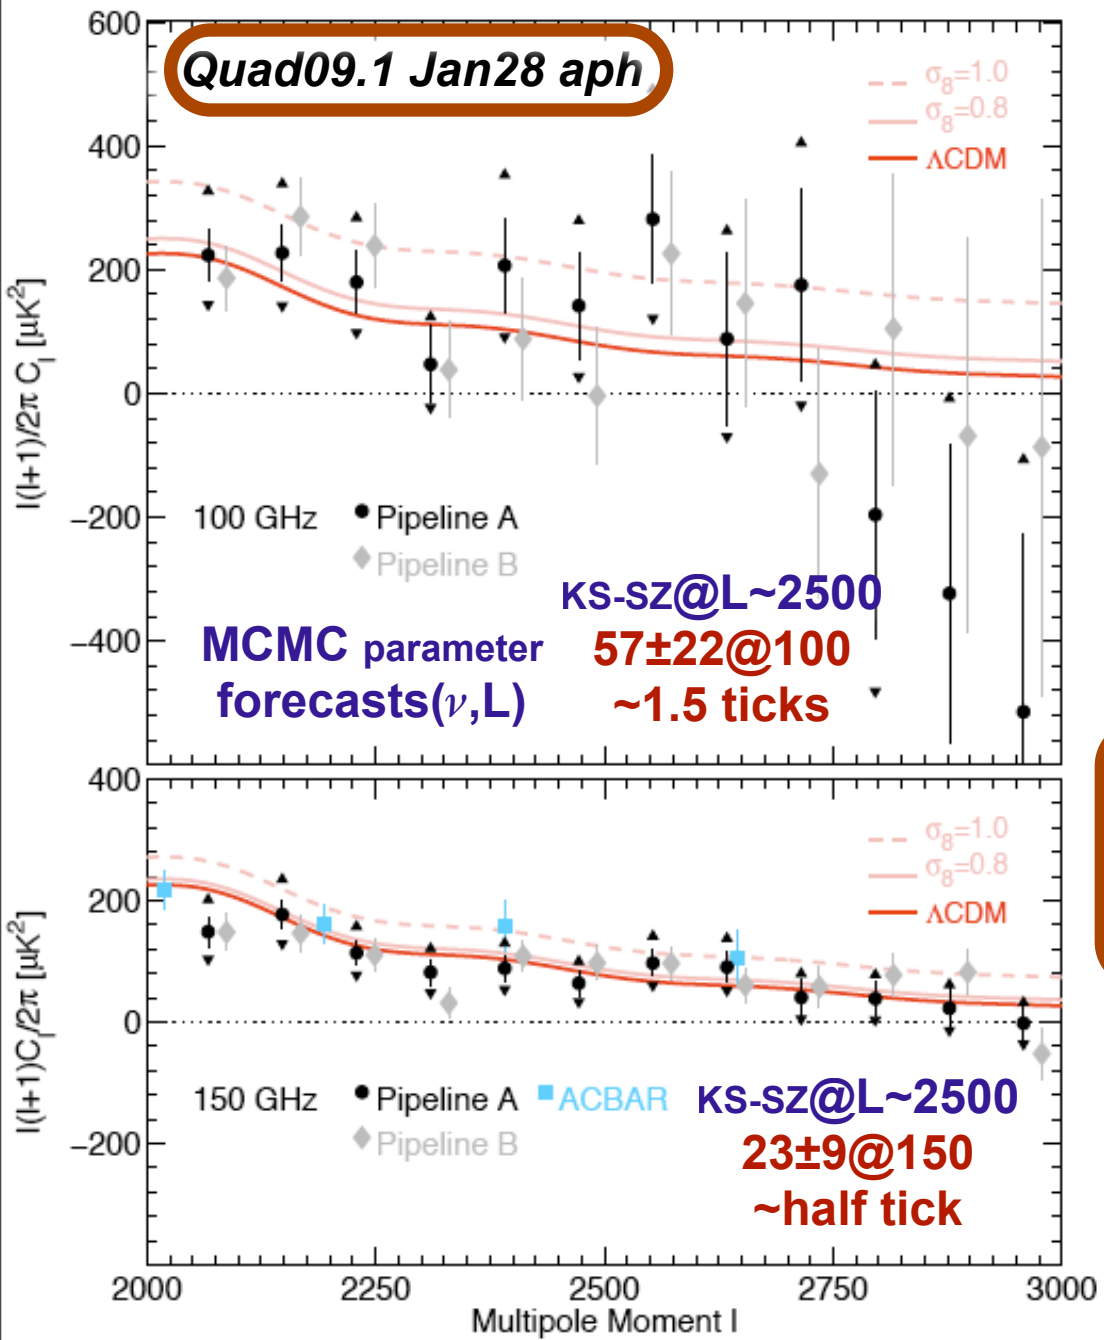 600
Quad09.1 Jan28 aph
σ8=1.0
σ8=0.8
ΛCDM
400
200
0
−200
−400
l(l+1)/2π Cl [μK2]
100 GHz
Pipeline A
Pipeline B
KS-SZ@L~2500
57±22@100
~1.5 ticks
MCMC parameter
forecasts(ν,L)
400
σ8=1.0
σ8=0.8
ΛCDM
200
0
−200
l(l+1)Cl/2π [μK2]
150 GHz
Pipeline A
ACBAR
Pipeline B
KS-SZ@L~2500
23±9@150
~half tick
2000 2250 2500 2750 3000
Multipole Moment l